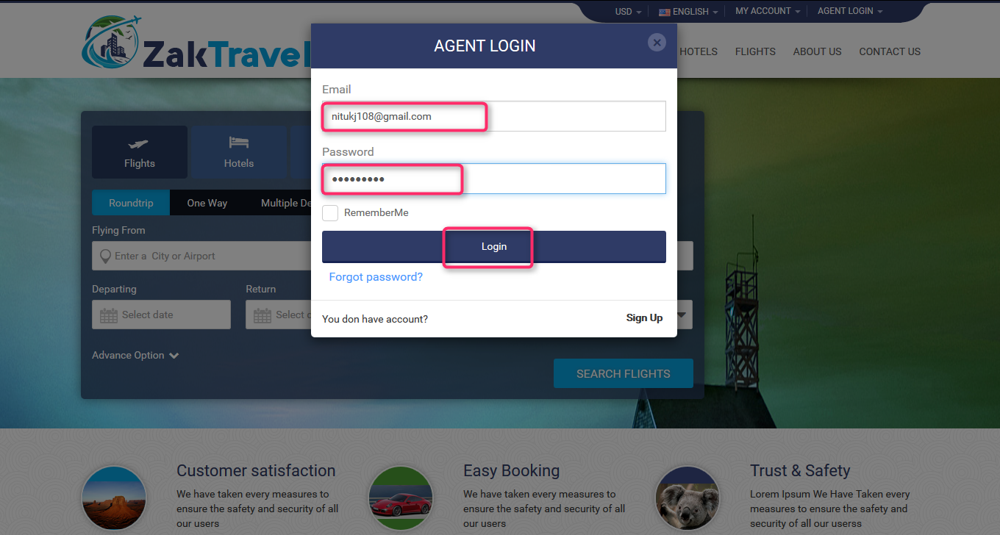 USD
ENGLISH
MY ACCOUNT
AGENT LOGIN
ZakTravel
HOTELS
FLIGHTS
ABOUT US
CONTACT US
AGENT LOGIN
Email
nitukj108@gmail.com
Password
RememberMe
Login
Forgot password?
You don have account?
Sign Up
Flights
Hotels
Roundtrip
One Way
Multiple De
Flying From
Enter a City or Airport
Departing
Return
Select date
Select d
Advance Option
SEARCH FLIGHTS
Customer satisfaction
We have taken every measures to
ensure the safety and security of all
our users
Easy Booking
We have taken every measures to
ensure the safety and security of all
our users
Trust & Safety
Lorem Ipsum We Have Taken every
measures to ensure the safety and
security of all our userss